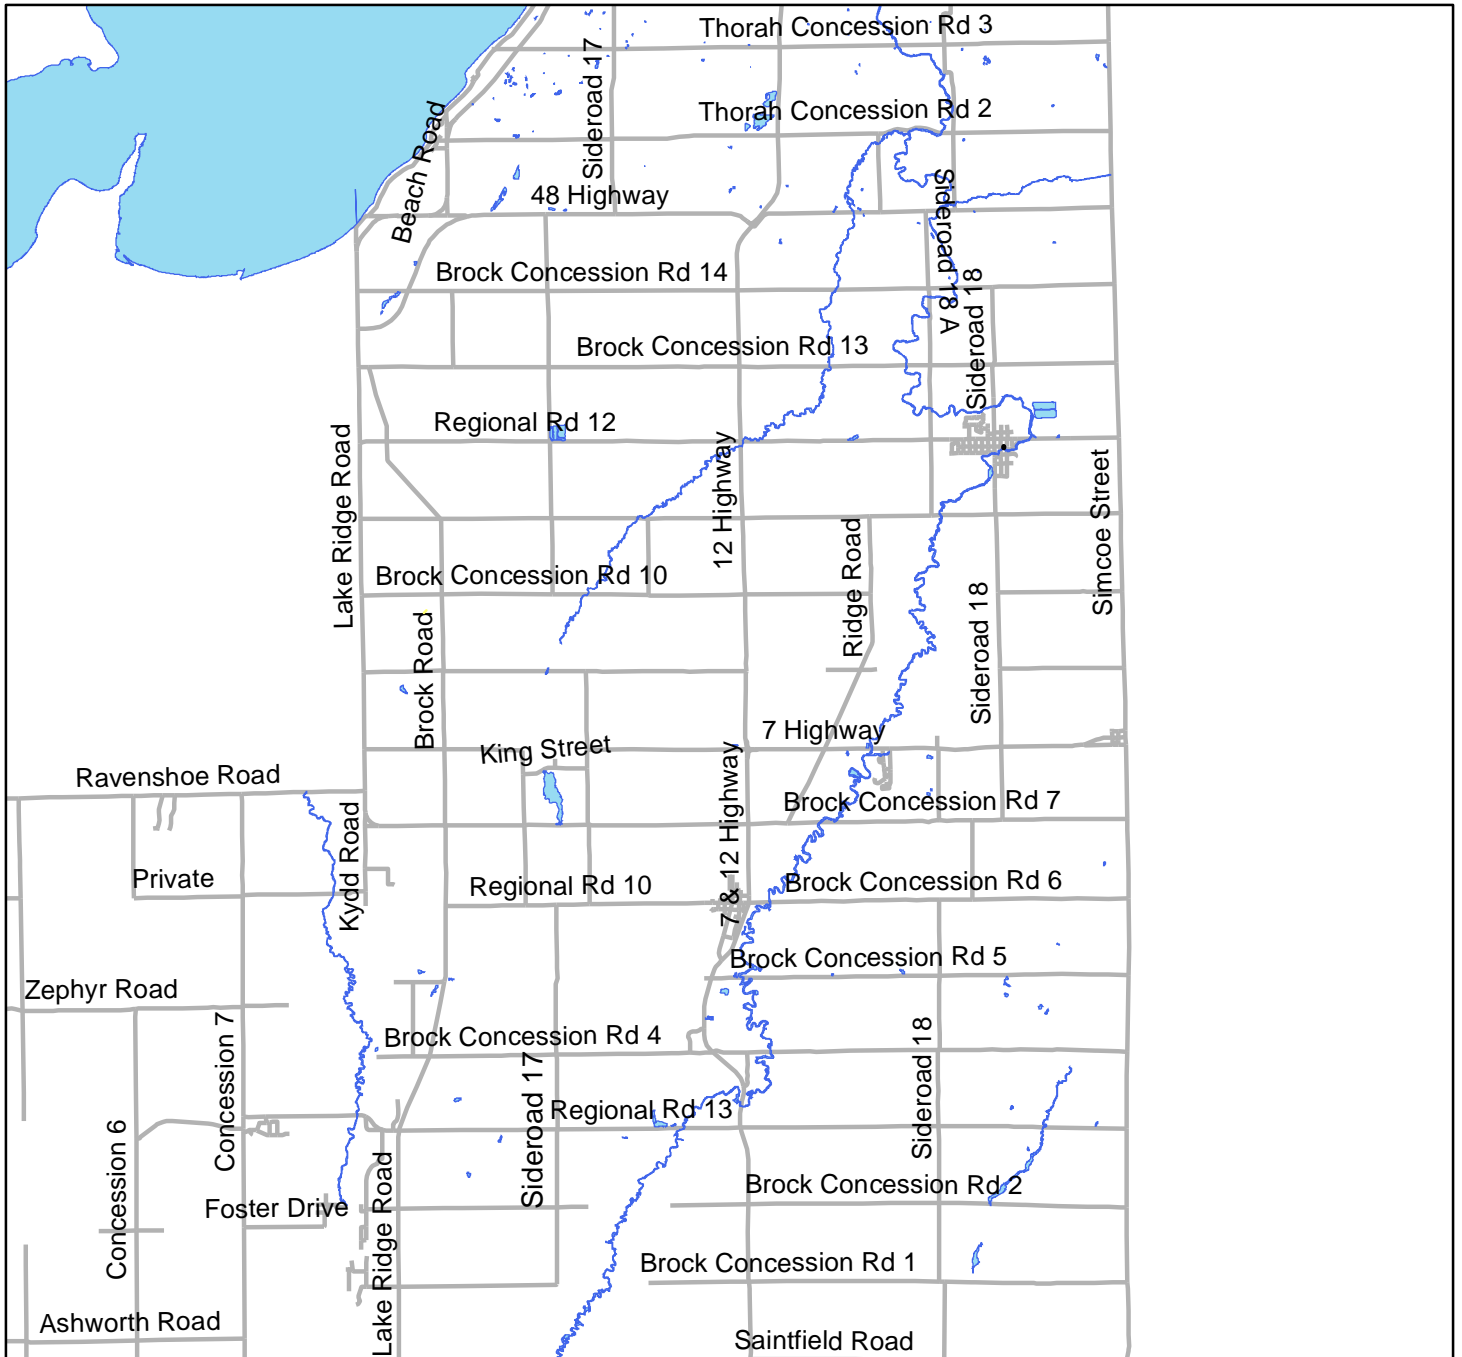 Thorah Concession Rd 3
Sideroad 17
Thorah Concession Rd 2
Beach Road
48 Highway
Sideroad 18 A
Brock Concession Rd 14
Sideroad 18
Brock Concession Rd 13
Regional Rd 12
Lake Ridge Road
12 Highway
Simcoe Street
Ridge Road
Brock Concession Rd 10
Sideroad 18
Brock Road
7 Highway
King Street
Ravenshoe Road
7 & 12 Highway
Brock Concession Rd 7
Kydd Road
Private
Regional Rd 10
Brock Concession Rd 6
Brock Concession Rd 5
Zephyr Road
Concession 7
Brock Concession Rd 4
Sideroad 18
Sideroad 17
Regional Rd 13
Concession 6
Lake Ridge Road
Brock Concession Rd 2
Foster Drive
Brock Concession Rd 1
Ashworth Road
Saintfield Road